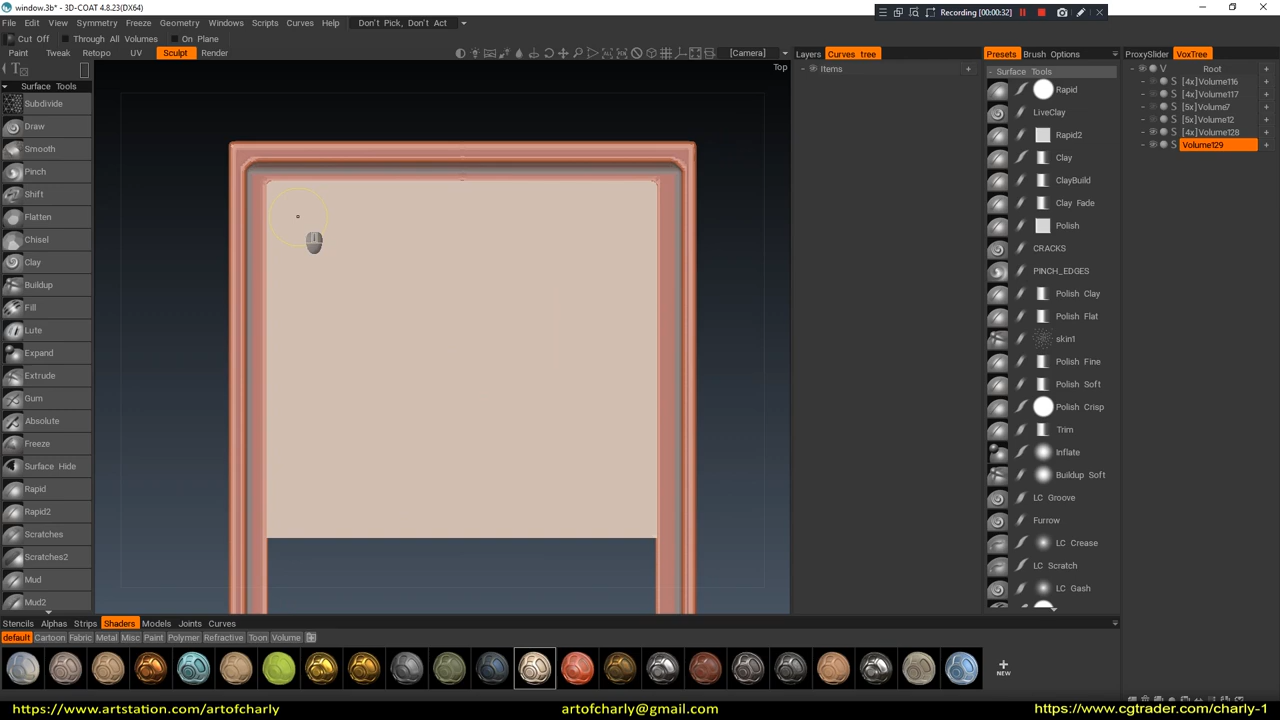 window.3b* - 3D-COAT 4.8.23(DX64)
Recording [00:00:32]
File Edit View Symmetry Freeze Geometry Windows Scripts Curves Help Don't Pick, Don't Act
Cut Off Through All Volumes On Plane
Paint Tweak Retopo UV Sculpt Render
[Camera]
Top
Surface Tools
Subdivide
Draw
Smooth
Pinch
Shift
Flatten
Chisel
Clay
Buildup
Fill
Lute
Expand
Extrude
Gum
Absolute
Freeze
Surface Hide
Rapid
Rapid2
Scratches
Scratches2
Mud
Mud2
Layers Curves tree
Items
Presets Brush Options
Surface Tools
Rapid
LiveClay
Rapid2
Clay
ClayBuild
Clay Fade
Polish
CRACKS
PINCH_EDGES
Polish Clay
Polish Flat
skin1
Polish Fine
Polish Soft
Polish Crisp
Trim
Inflate
Buildup Soft
LC Groove
Furrow
LC Crease
LC Scratch
LC Gash
ProxySlider VoxTree
V Root
S [4x]Volume116
S [4x]Volume117
S [5x]Volume7
S [5x]Volume12
S [4x]Volume128
S Volume129
Stencils Alphas Strips Shaders Models Joints Curves
default Cartoon Fabric Metal Misc Paint Polymer Refractive Toon Volume
NEW
https://www.artstation.com/artofcharly artofcharly@gmail.com https://www.cgtrader.com/charly-1